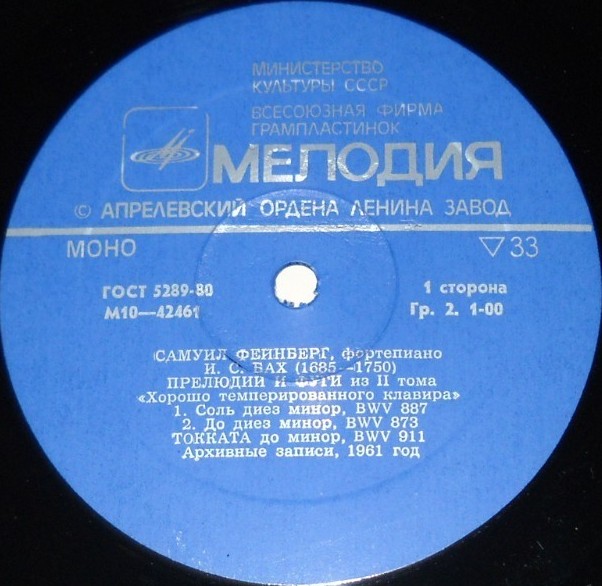 МИНИСТЕРСТВО
КУЛЬТУРЫ СССР
ВСЕСОЮЗНАЯ ФИРМА
ГРАМПЛАСТИНОК
МЕЛОДИЯ
© АПРЕЛЕВСКИЙ ОРДЕНА ЛЕНИНА ЗАВОД
МОНО ▽33
ГОСТ 5289-80 1 сторона
М10—42461 Гр. 2. 1-00
САМУИЛ ФЕЙНБЕРГ, фортепиано
И. С. БАХ (1685—1750)
ПРЕЛЮДИИ И ФУГИ из II тома
«Хорошо темперированного клавира»
1. Соль диез минор, BWV 887
2. До диез минор, BWV 873
ТОККАТА до минор, BWV 911
Архивные записи, 1961 год